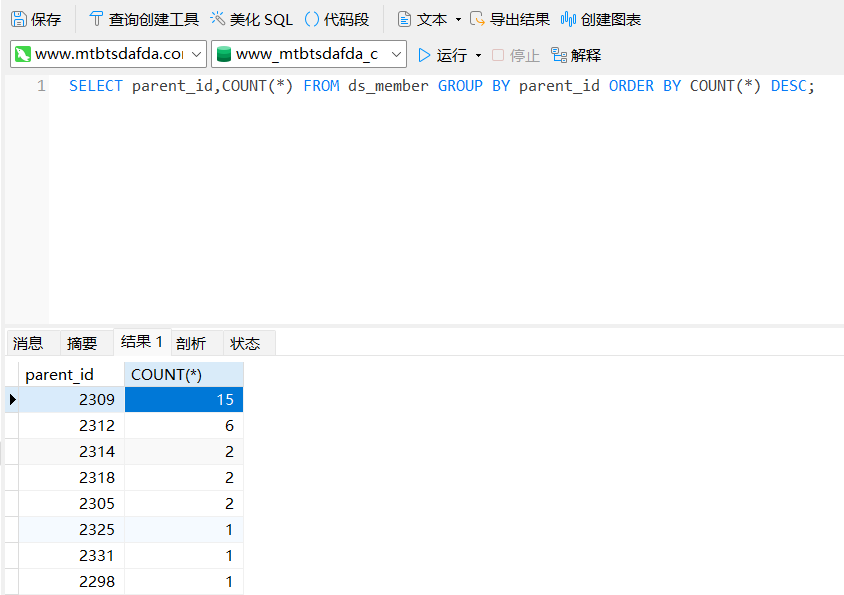 保存 查询创建工具 美化 SQL () 代码段 文本 导出结果 创建图表
www.mtbtsdafda.co www_mtbtsdafda_c 运行 停止 解释
1 SELECT parent_id,COUNT(*) FROM ds_member GROUP BY parent_id ORDER BY COUNT(*) DESC;
消息 摘要 结果 1 剖析 状态
parent_id COUNT(*)
2309 15
2312 6
2314 2
2318 2
2305 2
2325 1
2331 1
2298 1